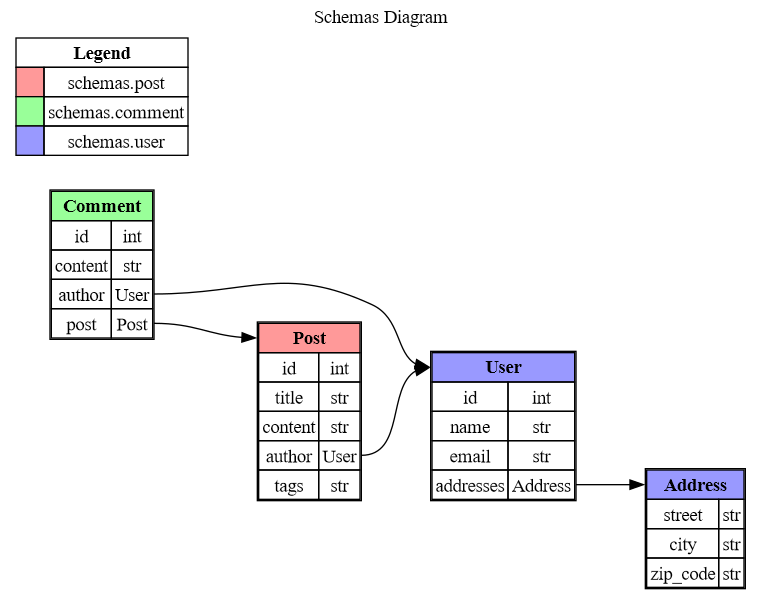 Schemas Diagram
Legend
schemas.post
schemas.comment
schemas.user
Comment
id int
content str
author User
post Post
Post
id int
title str
content str
author User
tags str
User
id int
name str
email str
addresses Address
Address
street str
city str
zip_code str